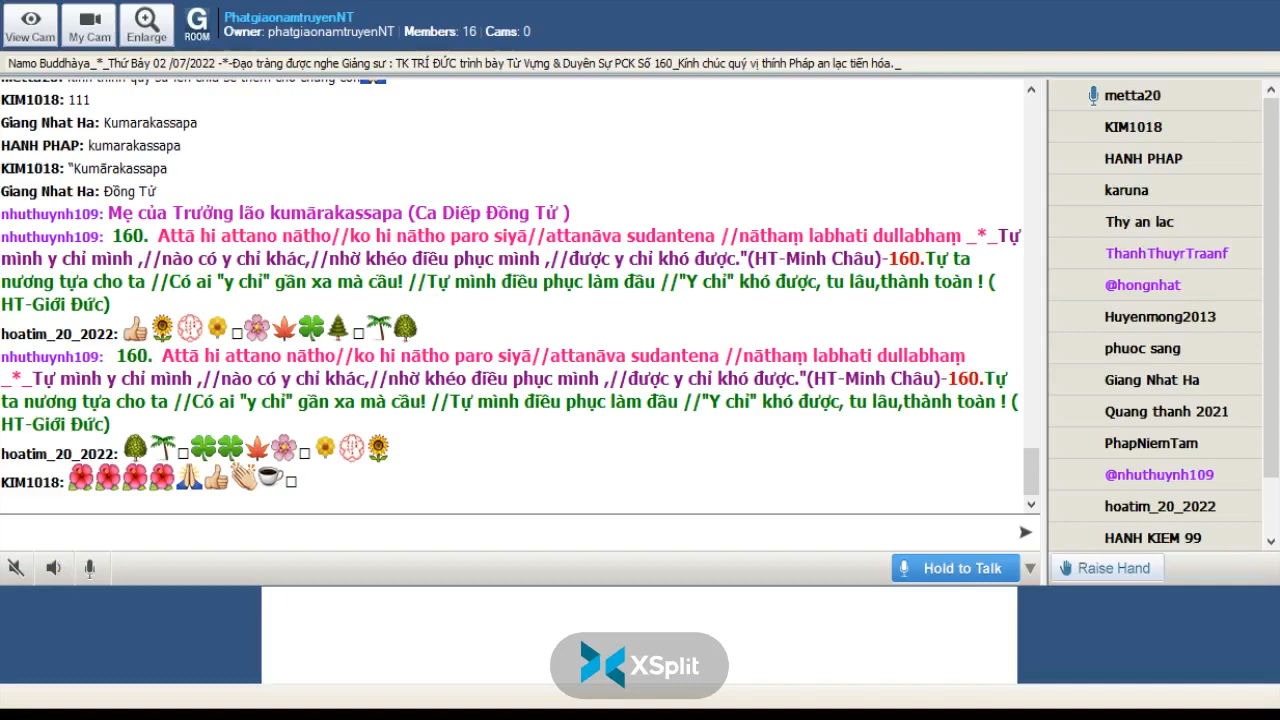 View Cam
My Cam
Enlarge
G
ROOM
PhatgiaonamtruyenNT
Owner: phatgiaonamtruyenNT | Members: 16 | Cams: 0
Namo Buddhàya_*_Thứ Bảy 02 /07/2022 -*-Đạo tràng được nghe Giảng sư : TK TRÍ ĐỨC trình bày Từ Vựng & Duyên Sự PCK Số 160_Kính chúc quý vị thính Pháp an lạc tiến hóa._
KIM1018: 111
Giang Nhat Ha: Kumarakassapa
HANH PHAP: kumarakassapa
KIM1018: “Kumārakassapa
Giang Nhat Ha: Đồng Tử
nhuthuynh109: Mẹ của Trưởng lão kumārakassapa (Ca Diếp Đồng Tử )
nhuthuynh109: 160. Attā hi attano nātho//ko hi nātho paro siyā//attanāva sudantena //nāthaṃ labhati dullabhaṃ _*_Tự
mình y chỉ mình ,//nào có y chỉ khác,//nhờ khéo điều phục mình ,//được y chỉ khó được."(HT-Minh Châu)-160.Tự ta
nương tựa cho ta //Có ai "y chỉ" gần xa mà cầu! //Tự mình điều phục làm đầu //"Y chỉ" khó được, tu lâu,thành toàn ! (
HT-Giới Đức)
hoatim_20_2022:
nhuthuynh109: 160. Attā hi attano nātho//ko hi nātho paro siyā//attanāva sudantena //nāthaṃ labhati dullabhaṃ
_*_Tự mình y chỉ mình ,//nào có y chỉ khác,//nhờ khéo điều phục mình ,//được y chỉ khó được."(HT-Minh Châu)-160.Tự
ta nương tựa cho ta //Có ai "y chỉ" gần xa mà cầu! //Tự mình điều phục làm đầu //"Y chỉ" khó được, tu lâu,thành toàn ! (
HT-Giới Đức)
hoatim_20_2022:
KIM1018:
metta20
KIM1018
HANH PHAP
karuna
Thy an lac
ThanhThuyrTraanf
@hongnhat
Huyenmong2013
phuoc sang
Giang Nhat Ha
Quang thanh 2021
PhapNiemTam
@nhuthuynh109
hoatim_20_2022
HANH KIEM 99
Hold to Talk
Raise Hand
XSplit